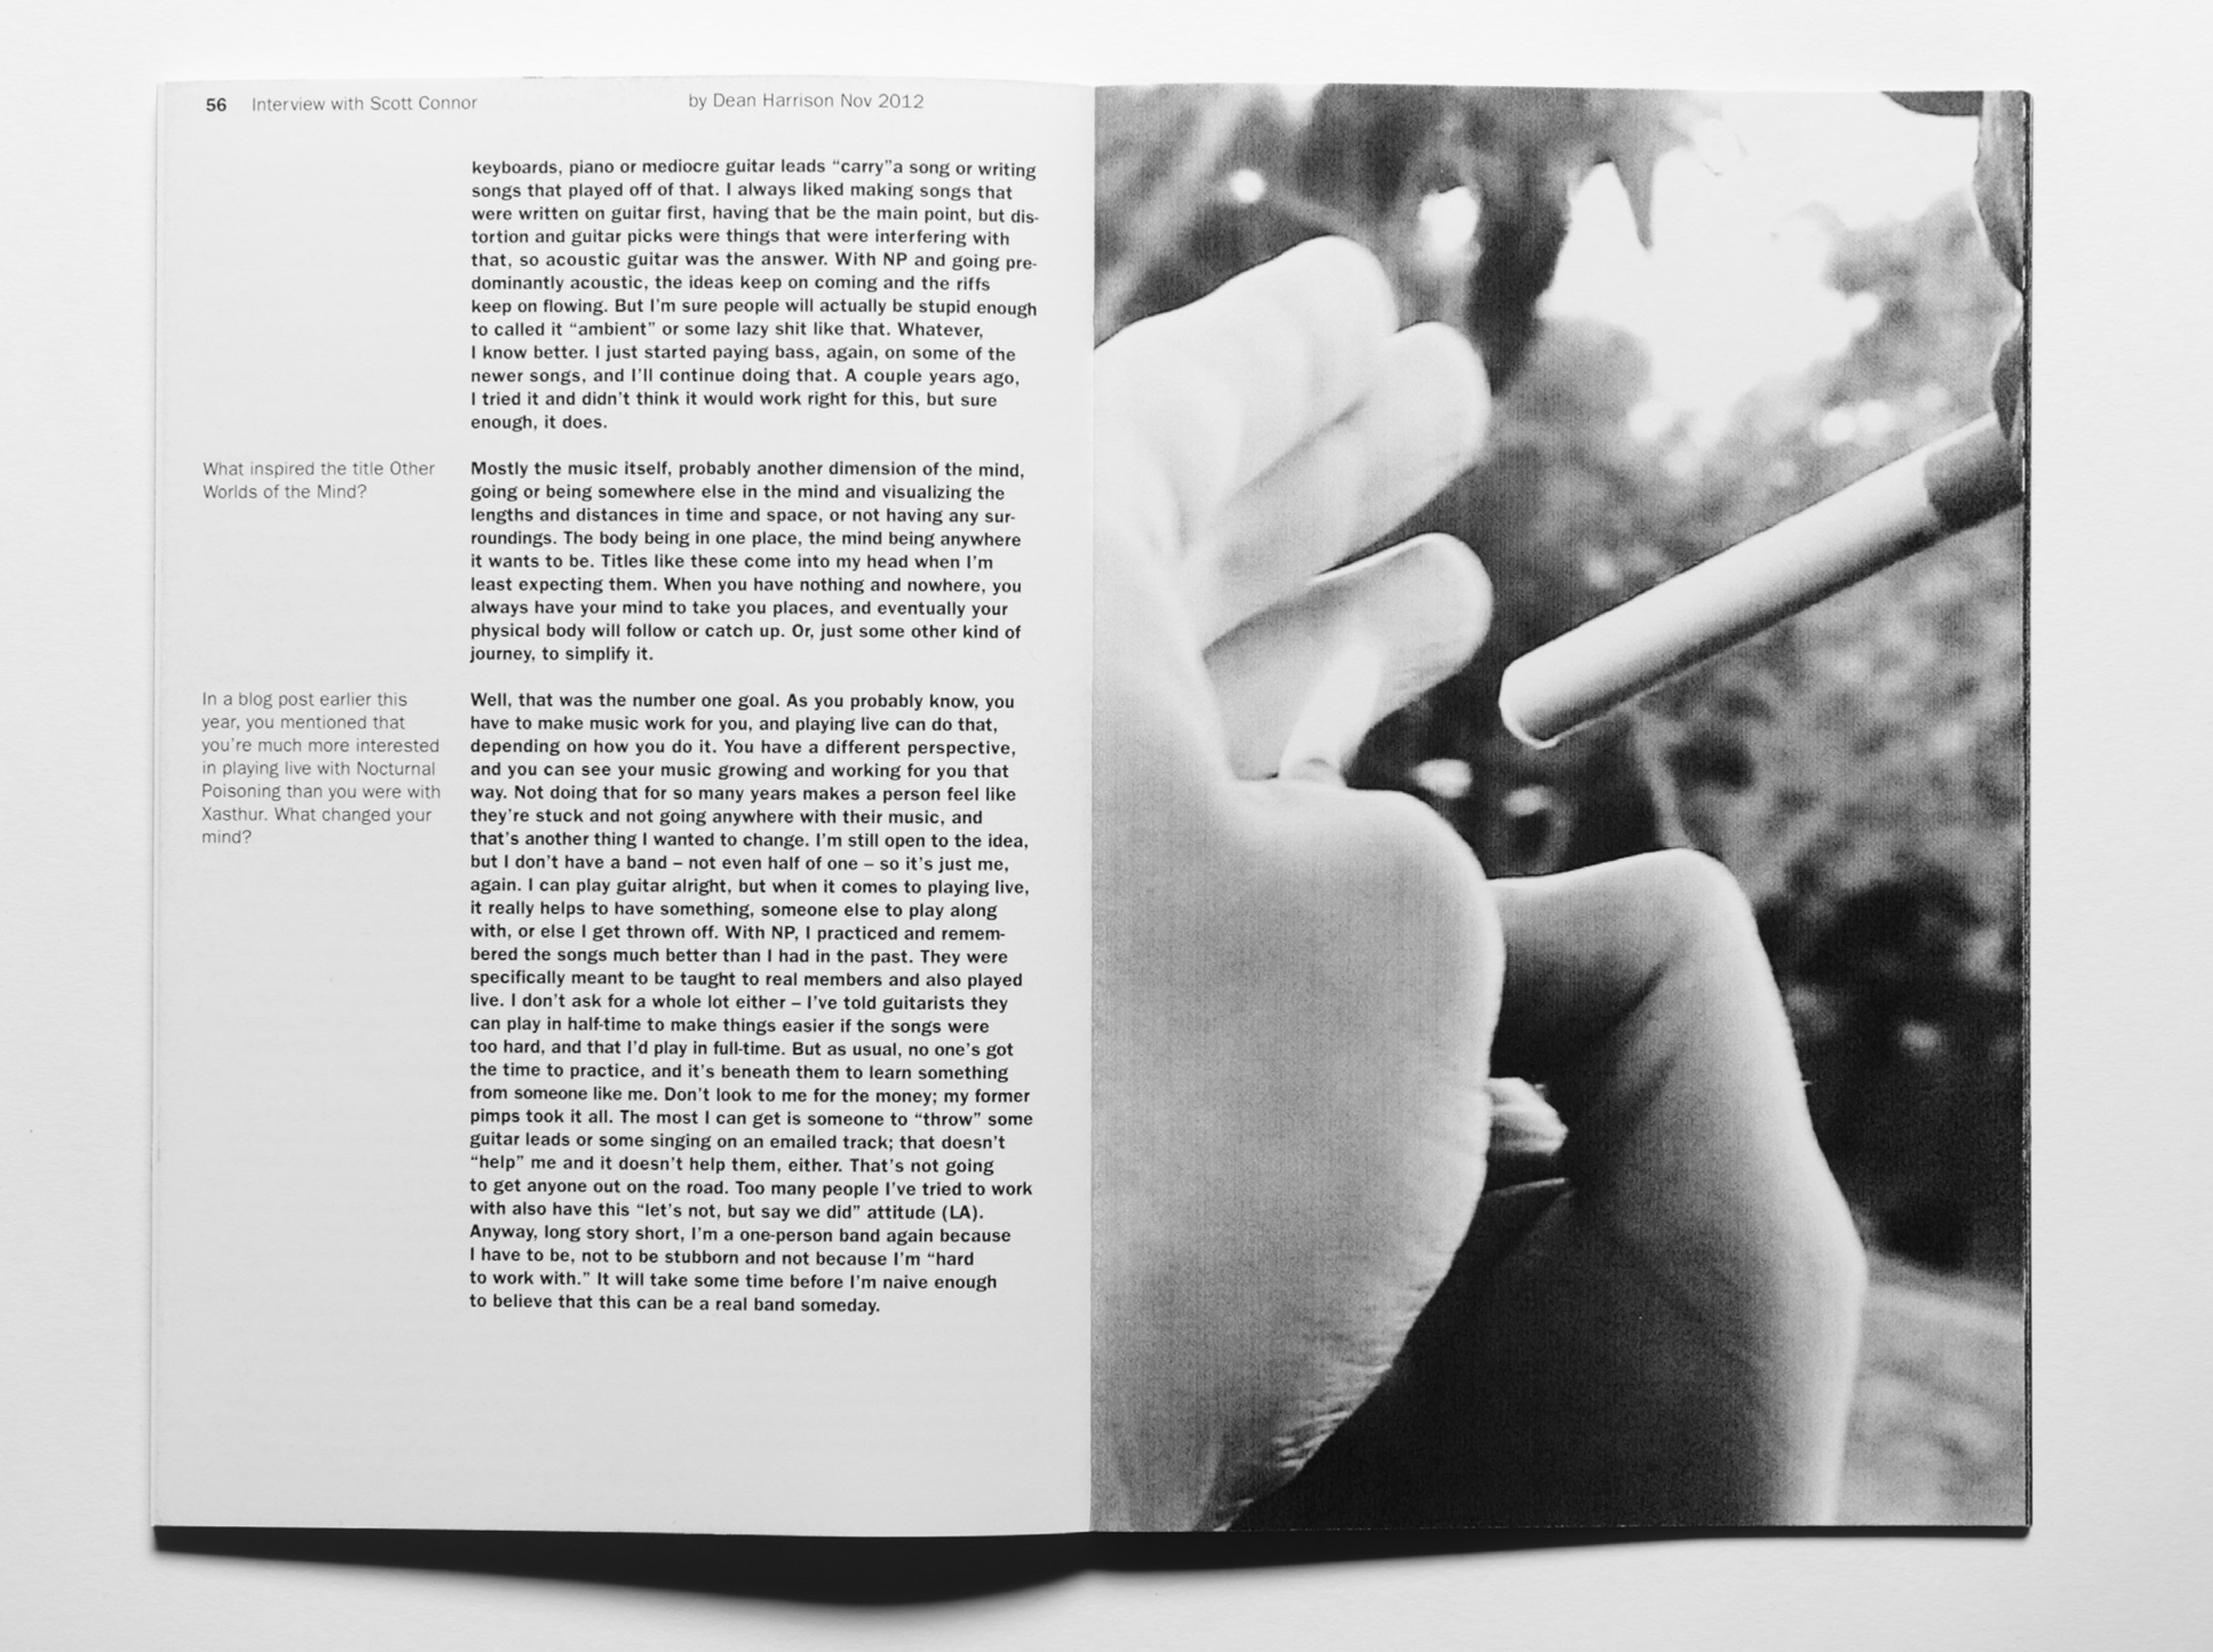 56 Interview with Scott Connor by Dean Harrison Nov 2012
keyboards, piano or mediocre guitar leads “carry”a song or writing
songs that played off of that. I always liked making songs that
were written on guitar first, having that be the main point, but dis-
tortion and guitar picks were things that were interfering with
that, so acoustic guitar was the answer. With NP and going pre-
dominantly acoustic, the ideas keep on coming and the riffs
keep on flowing. But I’m sure people will actually be stupid enough
to called it “ambient” or some lazy shit like that. Whatever,
I know better. I just started paying bass, again, on some of the
newer songs, and I’ll continue doing that. A couple years ago,
I tried it and didn’t think it would work right for this, but sure
enough, it does.
What inspired the title Other
Worlds of the Mind?
Mostly the music itself, probably another dimension of the mind,
going or being somewhere else in the mind and visualizing the
lengths and distances in time and space, or not having any sur-
roundings. The body being in one place, the mind being anywhere
it wants to be. Titles like these come into my head when I’m
least expecting them. When you have nothing and nowhere, you
always have your mind to take you places, and eventually your
physical body will follow or catch up. Or, just some other kind of
journey, to simplify it.
In a blog post earlier this
year, you mentioned that
you’re much more interested
in playing live with Nocturnal
Poisoning than you were with
Xasthur. What changed your
mind?
Well, that was the number one goal. As you probably know, you
have to make music work for you, and playing live can do that,
depending on how you do it. You have a different perspective,
and you can see your music growing and working for you that
way. Not doing that for so many years makes a person feel like
they’re stuck and not going anywhere with their music, and
that’s another thing I wanted to change. I’m still open to the idea,
but I don’t have a band – not even half of one – so it’s just me,
again. I can play guitar alright, but when it comes to playing live,
it really helps to have something, someone else to play along
with, or else I get thrown off. With NP, I practiced and remem-
bered the songs much better than I had in the past. They were
specifically meant to be taught to real members and also played
live. I don’t ask for a whole lot either – I’ve told guitarists they
can play in half-time to make things easier if the songs were
too hard, and that I’d play in full-time. But as usual, no one’s got
the time to practice, and it’s beneath them to learn something
from someone like me. Don’t look to me for the money; my former
pimps took it all. The most I can get is someone to “throw” some
guitar leads or some singing on an emailed track; that doesn’t
“help” me and it doesn’t help them, either. That’s not going
to get anyone out on the road. Too many people I’ve tried to work
with also have this “let’s not, but say we did” attitude (LA).
Anyway, long story short, I’m a one-person band again because
I have to be, not to be stubborn and not because I’m “hard
to work with.” It will take some time before I’m naive enough
to believe that this can be a real band someday.